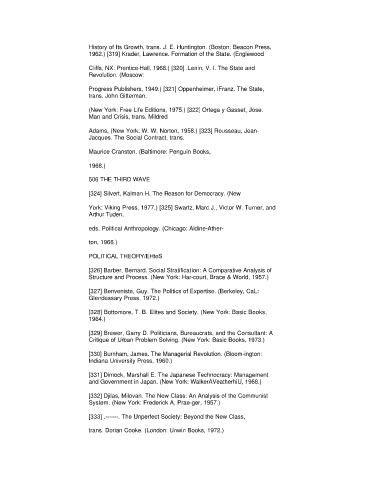 History of Its Growth, trans. J. E. Huntington. (Boston: Beacon Press,
1962.) [319] Krader, Lawrence. Formation of the State. (Englewood
Cliffs, NX: Prentice-Hall, 1968.) [320] .Lenin, V. I. The State and
Revolution. (Moscow:
Progress Publishers, 1949.) [321] Oppenheimer, iFranz. The State,
trans. John Gilterman.
(New York: Free Life Editions, 1975.) [322] Ortega y Gasset, Jose.
Man and Crisis, trans. Mildred
Adams, (New York: W. W. Norton, 1958.) [323] Rousseau, Jean-
Jacques. The Social Contract, trans.
Maurice Cranston. (Baltimore: Penguin Books,
1968.)
506 THE THIRD WAVE
[324] Silvert, Kalman H. The Reason for Democracy. (New
York: Viking Press, 1977.) [325] Swartz, Marc J., Victor W. Turner, and
Arthur Tuden,
eds. Political Anthropology. (Chicago: Aldine-Ather-
ton, 1966.)
POLITICAL THEORY/EHteS
[326] Barber, Bernard. Social Stratification: A Comparative Analysis of
Structure and Process. (New York: Har-court, Brace & World, 1957.)
[327] Benveniste, Guy. The Politics of Expertise. (Berkeley, CaL:
Glendessary Press, 1972.)
[328] Bottomore, T. B. Elites and Society. (New York: Basic Books,
1964.)
[329] Brewer, Garry D. Politicians, Bureaucrats, and the Consultant: A
Critique of Urban Problem Solving. (New York: Basic Books, 1973.)
[330] Burnham, James. The Managerial Revolution. (Bloom-ington:
Indiana University Press, 1960.)
[331] Dimock, Marshall E. The Japanese Technocracy: Management
and Government in Japan. (New York: WalkerAVeatherhiU, 1968.)
[332] Djilas, Milovan. The New Class: An Analysis of the Communist
System. (New York: Frederick A. Prae-ger, 1957.)
[333] .------. The Unperfect Society: Beyond the New Class,
trans. Dorian Cooke. (London: Unwin Books, 1972.)